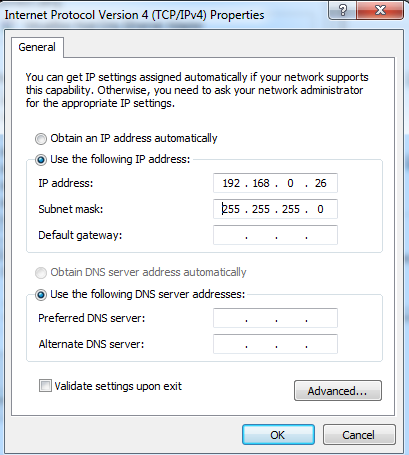 Internet Protocol Version 4 (TCP/IPv4) Properties
General
You can get IP settings assigned automatically if your network supports
this capability. Otherwise, you need to ask your network administrator
for the appropriate IP settings.
Obtain an IP address automatically
Use the following IP address:
IP address: 192 . 168 . 0 . 26
Subnet mask: 255 . 255 . 255 . 0
Default gateway: . . .
Obtain DNS server address automatically
Use the following DNS server addresses:
Preferred DNS server: . . .
Alternate DNS server: . . .
Validate settings upon exit
Advanced...
OK Cancel